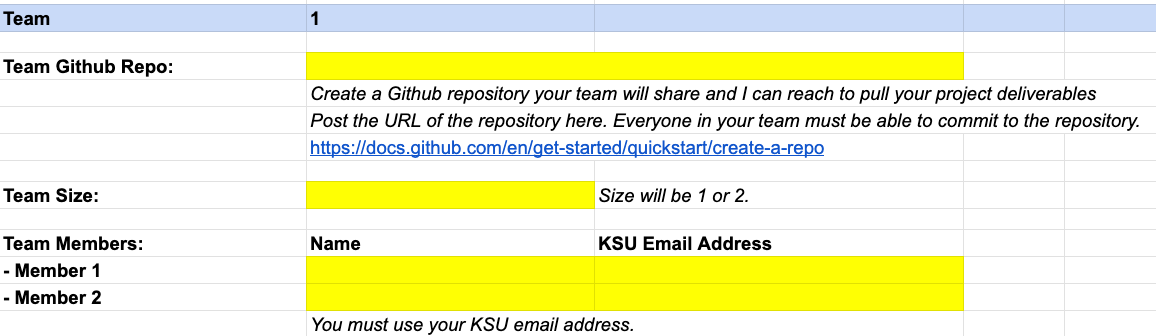 Team 1
Team Github Repo:
Create a Github repository your team will share and I can reach to pull your project deliverables
Post the URL of the repository here. Everyone in your team must be able to commit to the repository.
https://docs.github.com/en/get-started/quickstart/create-a-repo
Team Size: Size will be 1 or 2.
Team Members: Name KSU Email Address
- Member 1
- Member 2
You must use your KSU email address.